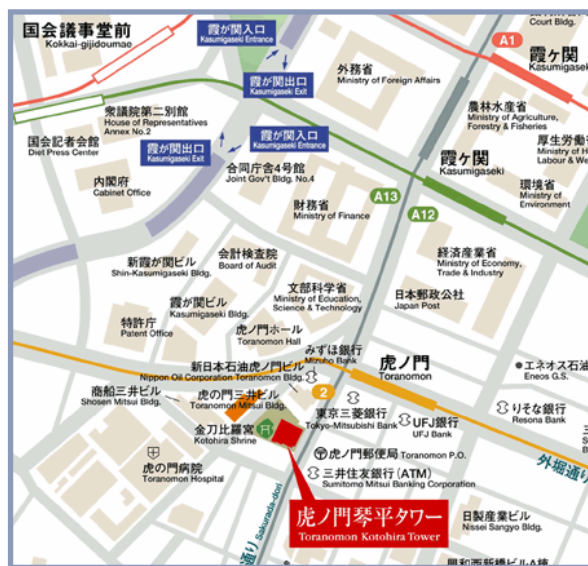 国会議事堂前
Kokkai-gijidoumae
霞が関入口
Kasumigaseki Entrance
Court Bldg.
A1
霞ヶ関
Kasumigaseki
霞が関出口
Kasumigaseki Exit
外務省
Ministry of Foreign Affairs
農林水産省
Ministry of Agriculture,
Forestry & Fisheries
衆議院第二別館
House of Representatives
Annex No.2
国会記者会館
Diet Press Center
霞が関入口
Kasumigaseki Entrance
霞が関出口
Kasumigaseki Exit
厚生労働
Ministry of H
Labour & We
霞ヶ関
Kasumigaseki
合同庁舎4号館
Joint Gov't Bldg. No.4
内閣府
Cabinet Office
環境省
Ministry of
Environment
A13
A12
財務省
Ministry of Finance
会計検査院
Board of Audit
新霞が関ビル
Shin-Kasumigaseki Bldg.
経済産業省
Ministry of Economy,
Trade & Industry
文部科学省
Ministry of Education,
Science & Technology
日本郵政公社
Japan Post
霞が関ビル
Kasumigaseki Bldg.
特許庁
Patent Office
虎ノ門ホール
Toranomon Hall
みずほ銀行
Mizuho Bank
虎ノ門
Toranomon
新日本石油虎ノ門ビル
Nippon Oil Corporation Toranomon Bldg.
エネオス石油
Eneos G.S.
商船三井ビル
Shosen Mitsui Bldg.
虎の門三井ビル
Toranomon Mitsui Bldg.
2
東京三菱銀行
Tokyo-Mitsubishi Bank
UFJ銀行
UFJ Bank
りそな銀行
Resona Bank
金刀比羅宮
Kotohira Shrine
虎ノ門郵便局 Toranomon P.O.
外堀通り
虎の門病院
Toranomon Hospital
三井住友銀行(ATM)
Sumitomo Mitsui Banking Corporation
虎ノ門琴平タワー
Toranomon Kotohira Tower
日製産業ビル
Nissei Sangyo Bldg.
通り Sakurada-dori